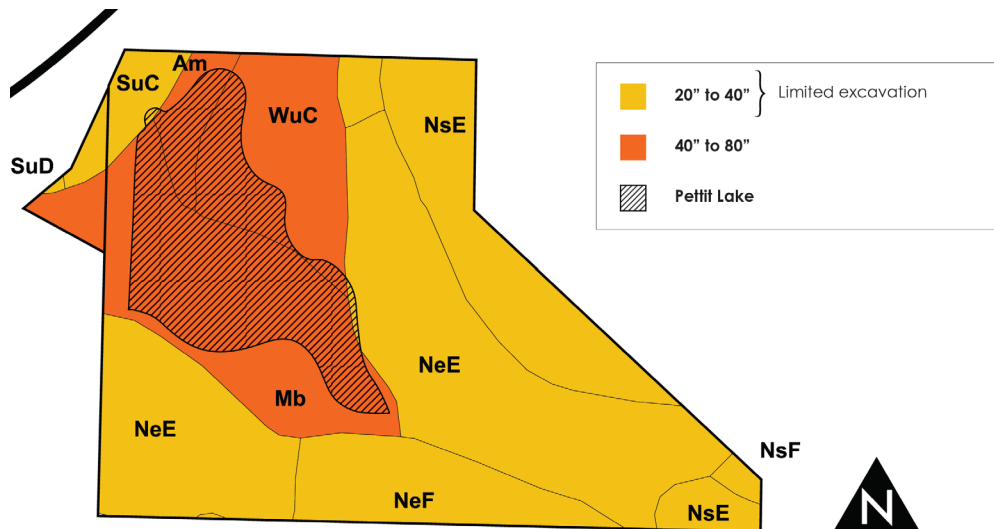 Am
SuC
WuC
NsE
SuD
NeE
Mb
NeE
NeF
NsE
NsF
20” to 40” } Limited excavation
40” to 80”
Pettit Lake
N